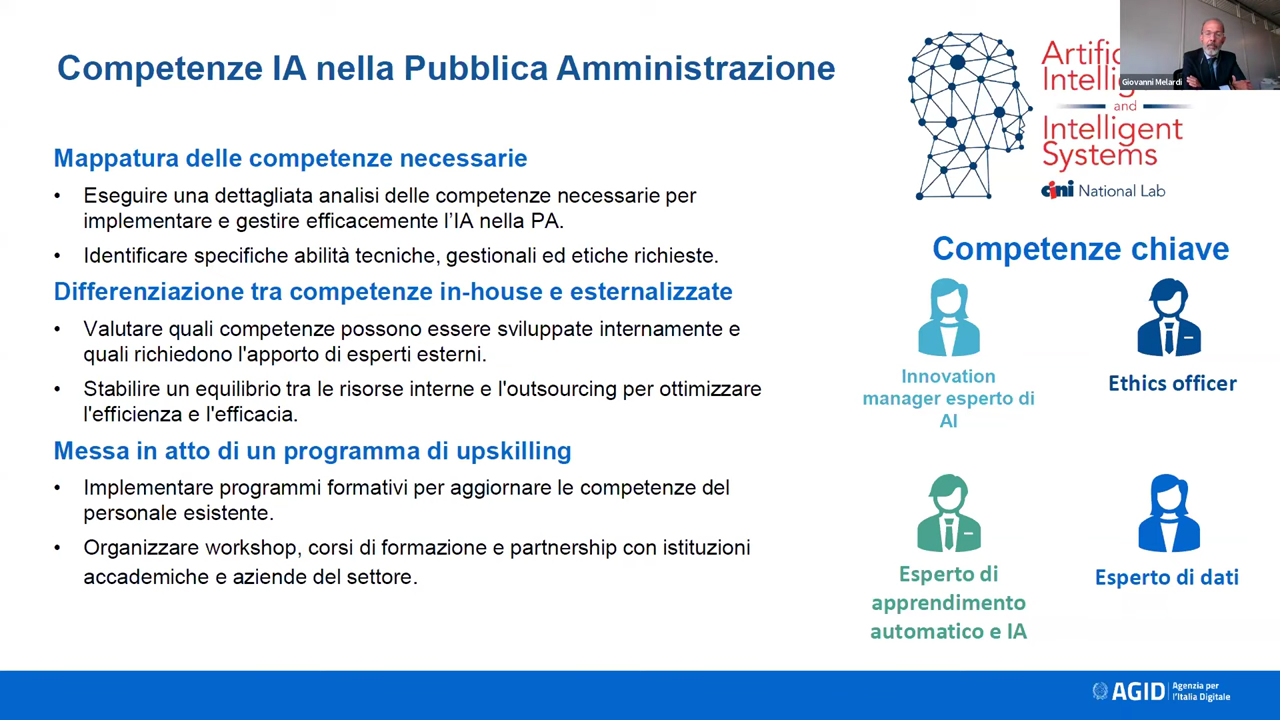 Competenze IA nella Pubblica Amministrazione
Mappatura delle competenze necessarie
• Eseguire una dettagliata analisi delle competenze necessarie per
implementare e gestire efficacemente l’IA nella PA.
• Identificare specifiche abilità tecniche, gestionali ed etiche richieste.
Differenziazione tra competenze in-house e esternalizzate
• Valutare quali competenze possono essere sviluppate internamente e
quali richiedono l'apporto di esperti esterni.
• Stabilire un equilibrio tra le risorse interne e l'outsourcing per ottimizzare
l'efficienza e l'efficacia.
Messa in atto di un programma di upskilling
• Implementare programmi formativi per aggiornare le competenze del
personale esistente.
• Organizzare workshop, corsi di formazione e partnership con istituzioni
accademiche e aziende del settore.
Giovanni Melardi
and
Intelligent
Systems
cini National Lab
Competenze chiave
Innovation
manager esperto di
AI
Ethics officer
Esperto di
apprendimento
automatico e IA
Esperto di dati
AGID
Agenzia per
l'Italia Digitale